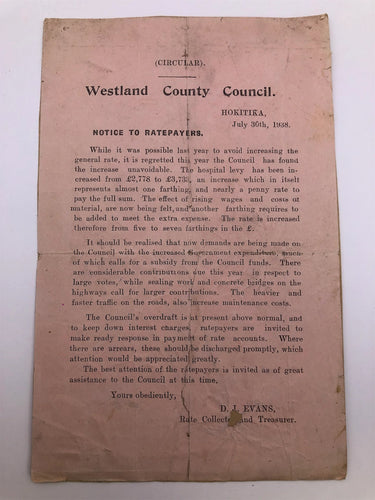 (CIRCULAR).
Westland County Council.
HOKITIKA,
July 30th, 1938.
NOTICE TO RATEPAYERS.
While it was possible last year to avoid increasing the
general rate, it is regretted this year the Council has found
the increase unavoidable. The hospital levy has been in-
creased from £2,778 to £3,733, an increase which in itself
represents almost one farthing, and nearly a penny rate to
pay the full sum. The effect of rising wages and costs of
material, are now being felt, and another farthing requires to
be added to meet the extra expense. The rate is increased
therefore from five to seven farthings in the £.
It should be realised that new demands are being made on
the Council with the increased Government expenditure, much
of which calls for a subsidy from the Council funds. There
are considerable contributions due this year in respect to
large votes, while sealing work and concrete bridges on the
highways call for larger contributions. The heavier and
faster traffic on the roads, also increase maintenance costs.
The Council's overdraft is at present above normal, and
to keep down interest charges, ratepayers are invited to
make ready response in payment of rate accounts. Where
there are arrears, these should be discharged promptly, which
attention would be appreciated greatly.
The best attention of the ratepayers is invited as of great
assistance to the Council at this time.
Yours obediently,
D. J. EVANS,
Rate Collector and Treasurer.